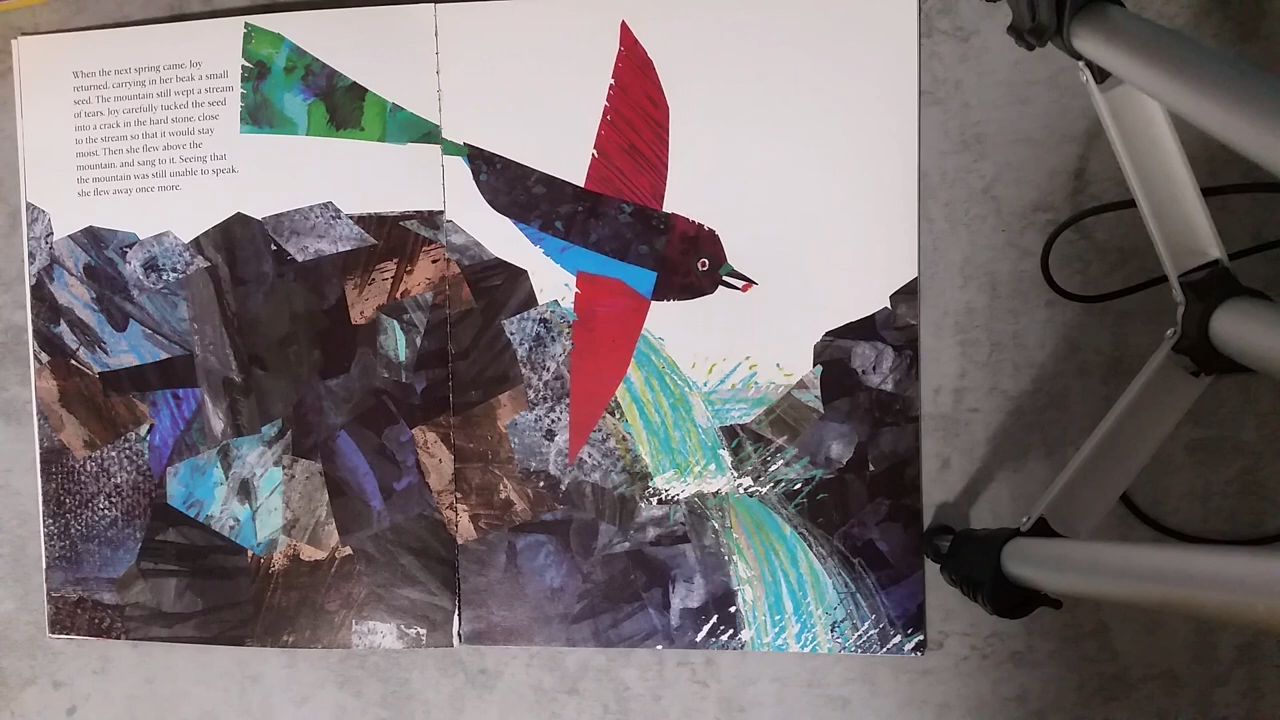 When the next spring came, Joy
returned, carrying in her beak a small
seed. The mountain still wept a stream
of tears. Joy carefully tucked the seed
into a crack in the hard stone, close
to the stream so that it would stay
moist. Then she flew above the
mountain, and sang to it. Seeing that
the mountain was still unable to speak,
she flew away once more.